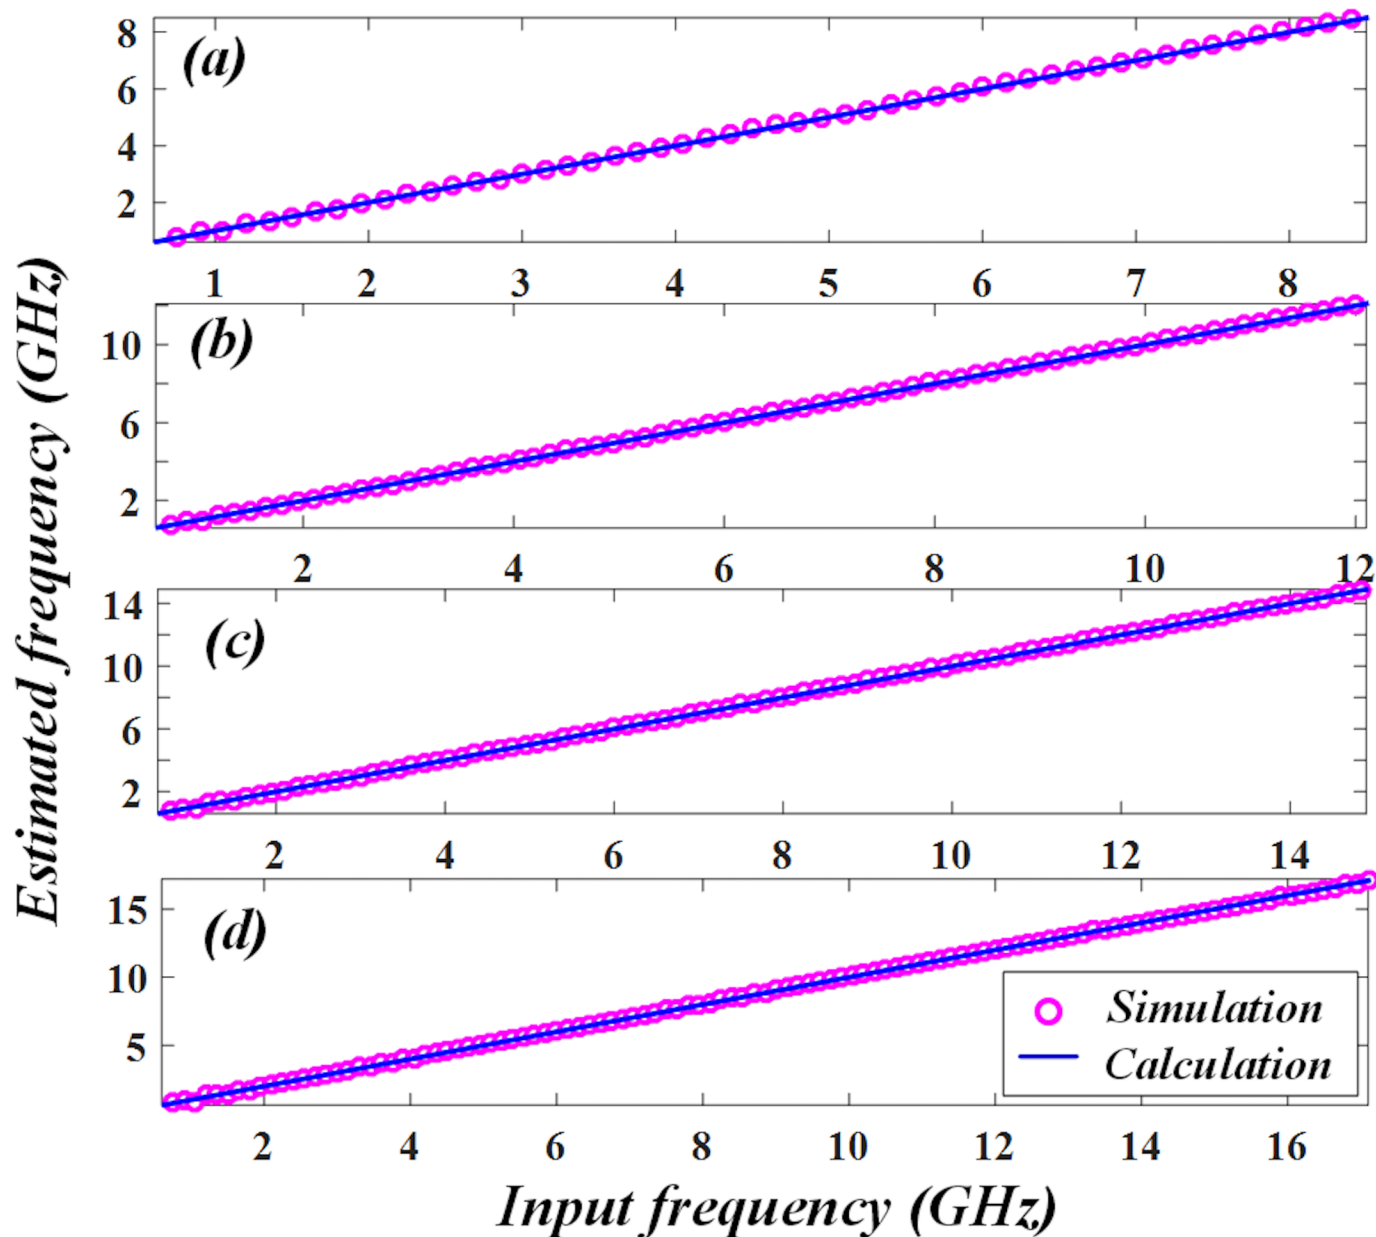 (a)
8
6
4
2
1 2 3 4 5 6 7 8
(b)
10
6
2
2 4 6 8 10 12
(c)
14
10
6
2
2 4 6 8 10 12 14
(d)
15
10
5
2 4 6 8 10 12 14 16
Simulation
Calculation
Estimated frequency (GHz)
Input frequency (GHz)